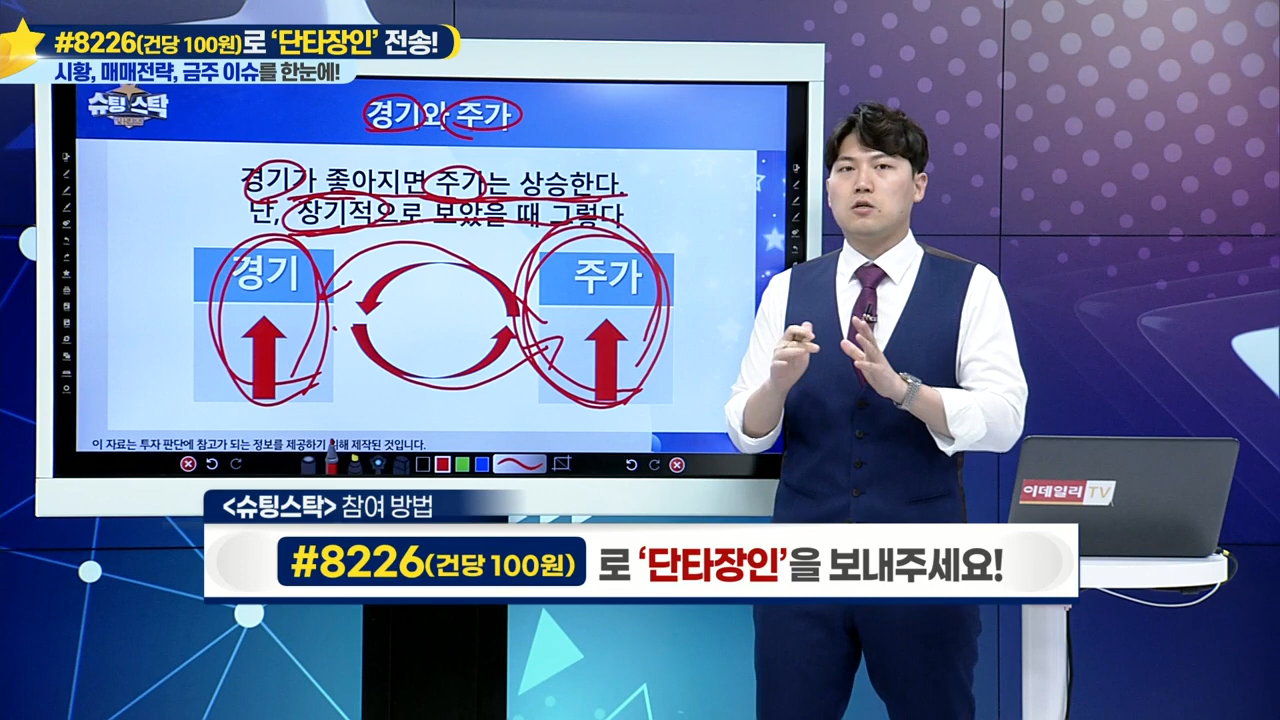 #8226(건당 100원)로 ‘단타장인’ 전송!
시황, 매매전략, 금주 이슈를 한눈에!
슈팅 스탁
경기와 주가
경기가 좋아지면 주가는 상승한다.
단, 장기적으로 보았을 때 그렇다
경기
주가
이 자료는 투자 판단에 참고가 되는 정보를 제공하기 위해 제작된 것입니다.
이데일리TV
<슈팅스탁> 참여 방법
#8226(건당 100원) 로 ‘단타장인’을 보내주세요!